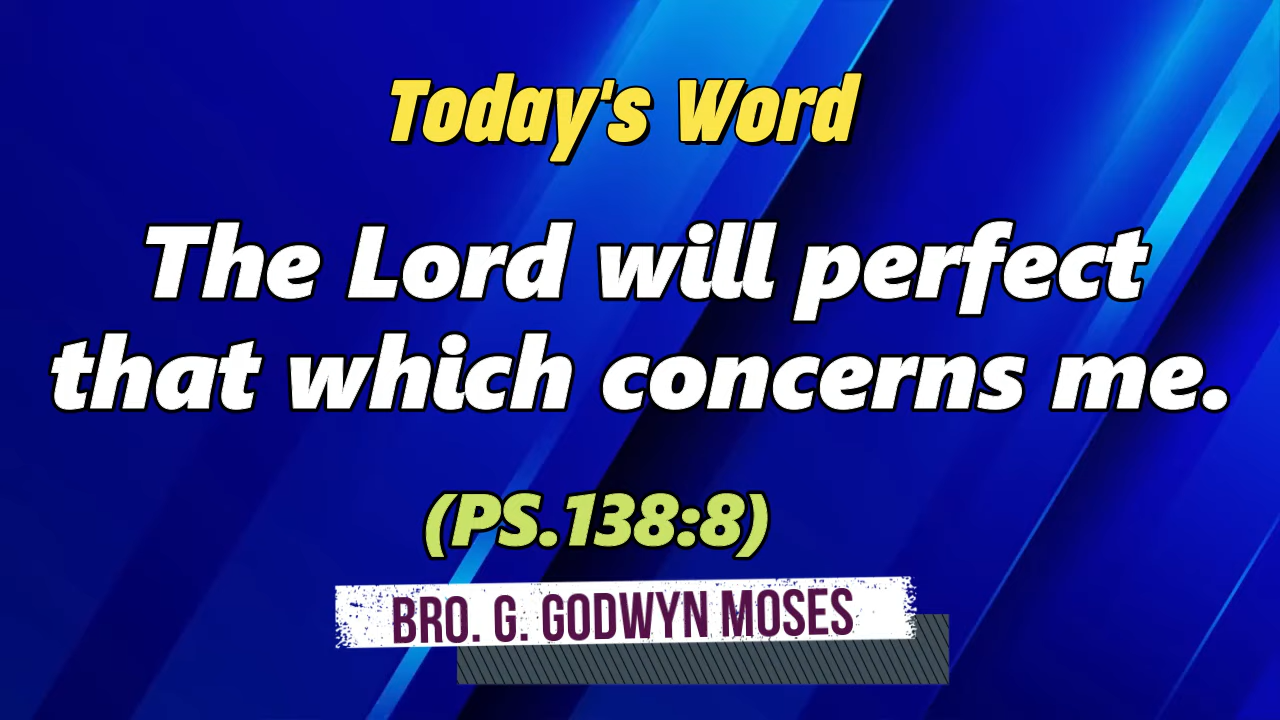 Today's Word
The Lord will perfect
that which concerns me.
(PS.138:8)
BRO. G. GODWYN MOSES